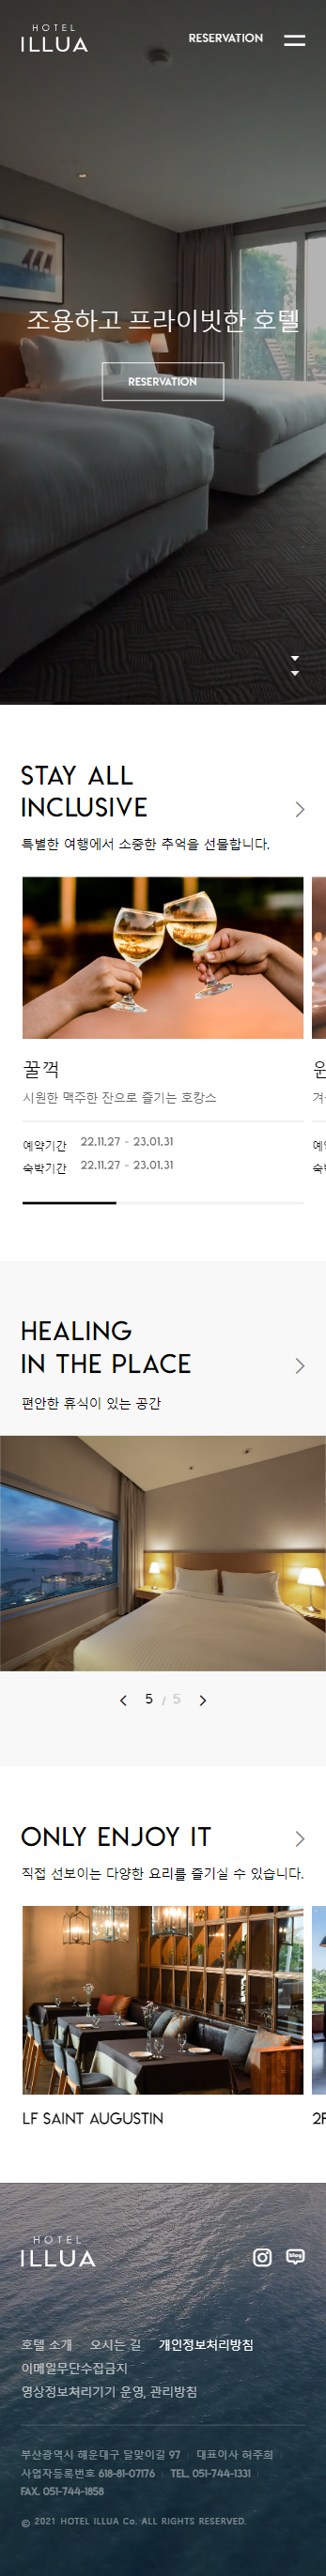 HOTEL
ILLUA
RESERVATION
조용하고 프라이빗한 호텔
RESERVATION
STAY ALL
INCLUSIVE
특별한 여행에서 소중한 추억을 선물합니다.
꿀꺽
시원한 맥주한 잔으로 즐기는 호캉스
예약기간 22.11.27 - 23.01.31
숙박기간 22.11.27 - 23.01.31
HEALING
IN THE PLACE
편안한 휴식이 있는 공간
5 / 5
ONLY ENJOY IT
직접 선보이는 다양한 요리를 즐기실 수 있습니다.
LF SAINT AUGUSTIN
2F
HOTEL
ILLUA
blog
호텔 소개 오시는 길 개인정보처리방침
이메일무단수집금지
영상정보처리기기 운영, 관리방침
부산광역시 해운대구 달맞이길 97 대표이사 허주희
사업자등록번호 618-81-07176 TEL. 051-744-1331
FAX. 051-744-1858
© 2021 HOTEL ILLUA Co. ALL RIGHTS RESERVED.